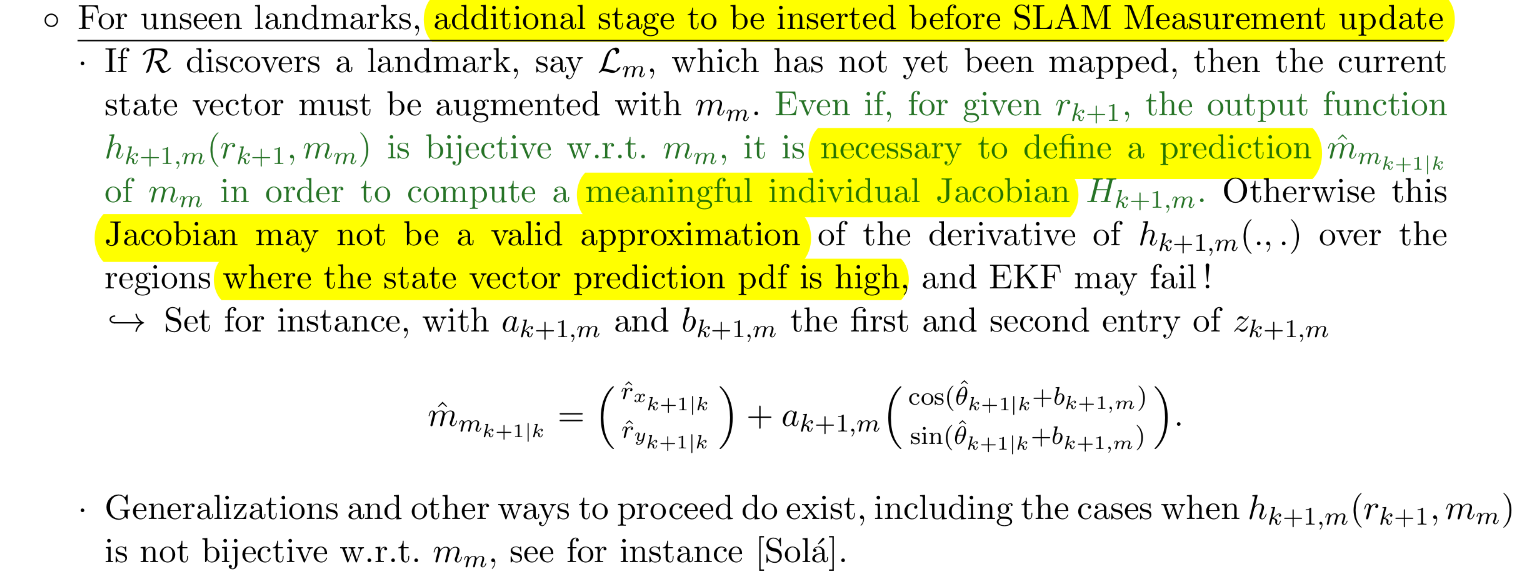 ◦ For unseen landmarks, additional stage to be inserted before SLAM Measurement update
· If $\mathcal{R}$ discovers a landmark, say $\mathcal{L}_m$, which has not yet been mapped, then the current
state vector must be augmented with $m_m$. Even if, for given $r_{k+1}$, the output function
$h_{k+1,m}(r_{k+1}, m_m)$ is bijective w.r.t. $m_m$, it is necessary to define a prediction $\hat{m}_{m_{k+1|k}}$
of $m_m$ in order to compute a meaningful individual Jacobian $H_{k+1,m}$. Otherwise this
Jacobian may not be a valid approximation of the derivative of $h_{k+1,m}(.,.)$ over the
regions where the state vector prediction pdf is high, and EKF may fail !
↪ Set for instance, with $a_{k+1,m}$ and $b_{k+1,m}$ the first and second entry of $z_{k+1,m}$
$\hat{m}_{m_{k+1|k}} = \begin{pmatrix} \hat{r}_{x_{k+1|k}} \\ \hat{r}_{y_{k+1|k}} \end{pmatrix} + a_{k+1,m} \begin{pmatrix} \cos(\hat{\theta}_{k+1|k} + b_{k+1,m}) \\ \sin(\hat{\theta}_{k+1|k} + b_{k+1,m}) \end{pmatrix}.$
· Generalizations and other ways to proceed do exist, including the cases when $h_{k+1,m}(r_{k+1}, m_m)$
is not bijective w.r.t. $m_m$, see for instance [Solá].